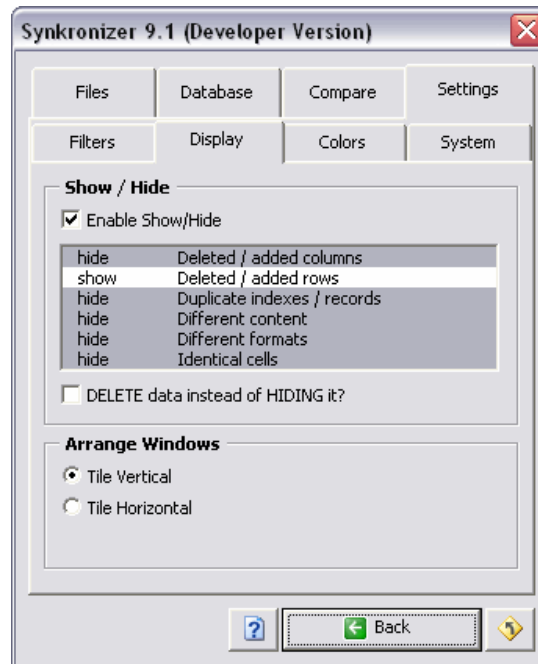 Synkronizer 9.1 (Developer Version)
Files Database Compare Settings
Filters Display Colors System
Show / Hide
Enable Show/Hide
hide Deleted / added columns
show Deleted / added rows
hide Duplicate indexes / records
hide Different content
hide Different formats
hide Identical cells
DELETE data instead of HIDING it?
Arrange Windows
Tile Vertical
Tile Horizontal
? Back